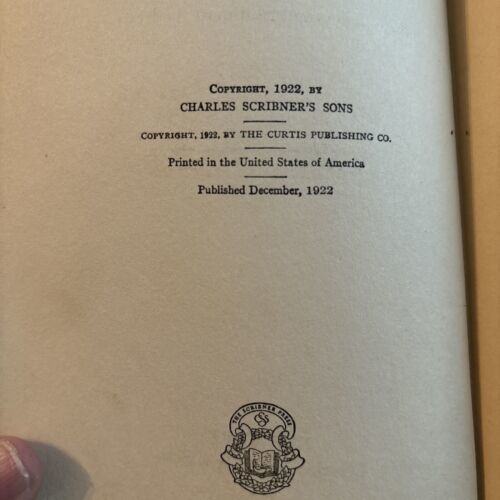 COPYRIGHT, 1922, BY
CHARLES SCRIBNER'S SONS
COPYRIGHT, 1922, BY THE CURTIS PUBLISHING CO.
Printed in the United States of America
Published December, 1922
THE SCRIBNER PRESS